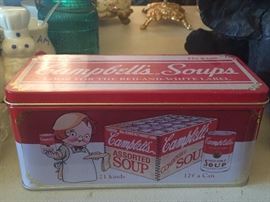 Campbell's Soups
LOOK FOR THE RED-AND-WHITE LABEL
Campbell's
ASSORTED
SOUP
Campbell's
SOUP
Campbell's
SOUP
21 kinds
12¢ a Can